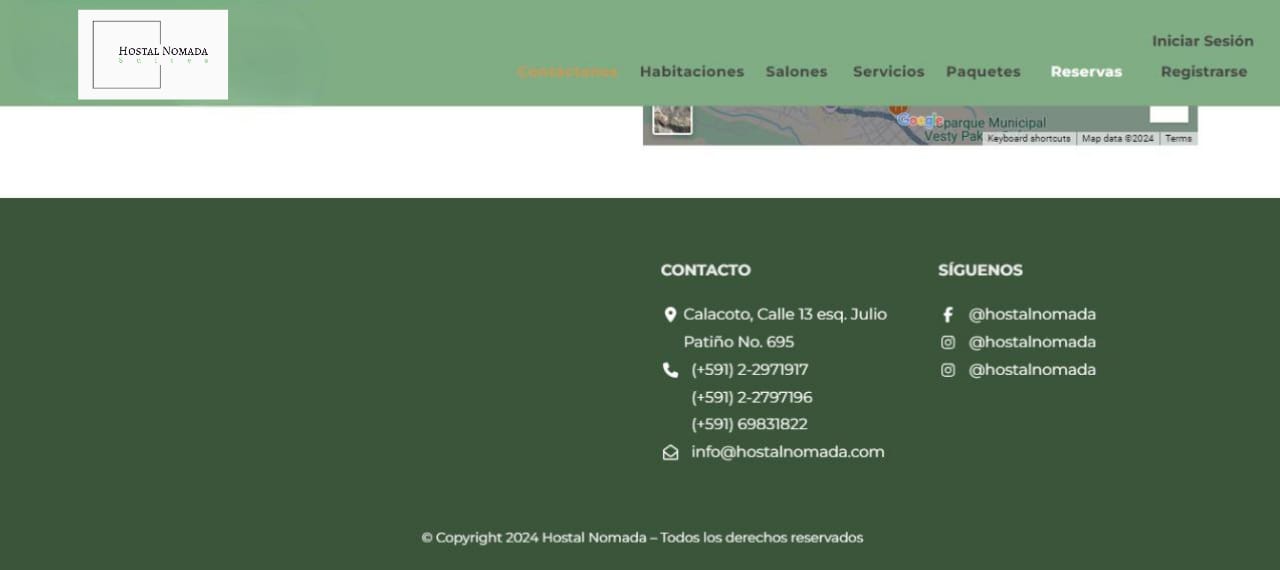 Hostal Nomada
Suites
Iniciar Sesión
Contáctanos
Habitaciones
Salones
Servicios
Paquetes
Reservas
Registrarse
Google
parque Municipal
Vesty Pak
Keyboard shortcuts
Map data ©2024
Terms
CONTACTO
Calacoto, Calle 13 esq. Julio
Patiño No. 695
(+591) 2-2971917
(+591) 2-2797196
(+591) 69831822
info@hostalnomada.com
SÍGUENOS
@hostalnomada
@hostalnomada
@hostalnomada
© Copyright 2024 Hostal Nomada – Todos los derechos reservados